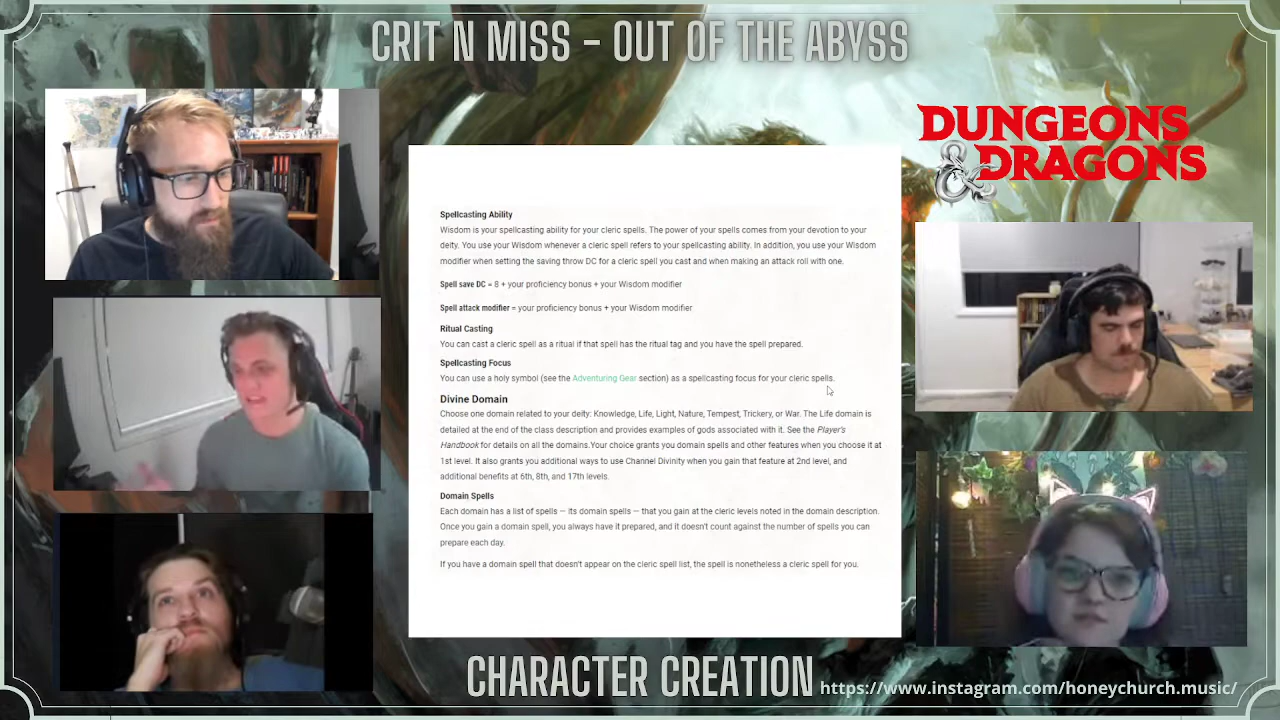 CRIT N MISS - OUT OF THE ABYSS
DUNGEONS
& DRAGONS
Spellcasting Ability
Wisdom is your spellcasting ability for your cleric spells. The power of your spells comes from your devotion to your
deity. You use your Wisdom whenever a cleric spell refers to your spellcasting ability. In addition, you use your Wisdom
modifier when setting the saving throw DC for a cleric spell you cast and when making an attack roll with one.
Spell save DC = 8 + your proficiency bonus + your Wisdom modifier
Spell attack modifier = your proficiency bonus + your Wisdom modifier
Ritual Casting
You can cast a cleric spell as a ritual if that spell has the ritual tag and you have the spell prepared.
Spellcasting Focus
You can use a holy symbol (see the Adventuring Gear section) as a spellcasting focus for your cleric spells.
Divine Domain
Choose one domain related to your deity: Knowledge, Life, Light, Nature, Tempest, Trickery, or War. The Life domain is
detailed at the end of the class description and provides examples of gods associated with it. See the Player's
Handbook for details on all the domains.Your choice grants you domain spells and other features when you choose it at
1st level. It also grants you additional ways to use Channel Divinity when you gain that feature at 2nd level, and
additional benefits at 6th, 8th, and 17th levels.
Domain Spells
Each domain has a list of spells — its domain spells — that you gain at the cleric levels noted in the domain description.
Once you gain a domain spell, you always have it prepared, and it doesn't count against the number of spells you can
prepare each day.
If you have a domain spell that doesn't appear on the cleric spell list, the spell is nonetheless a cleric spell for you.
CHARACTER CREATION
https://www.instagram.com/honeychurch.music/